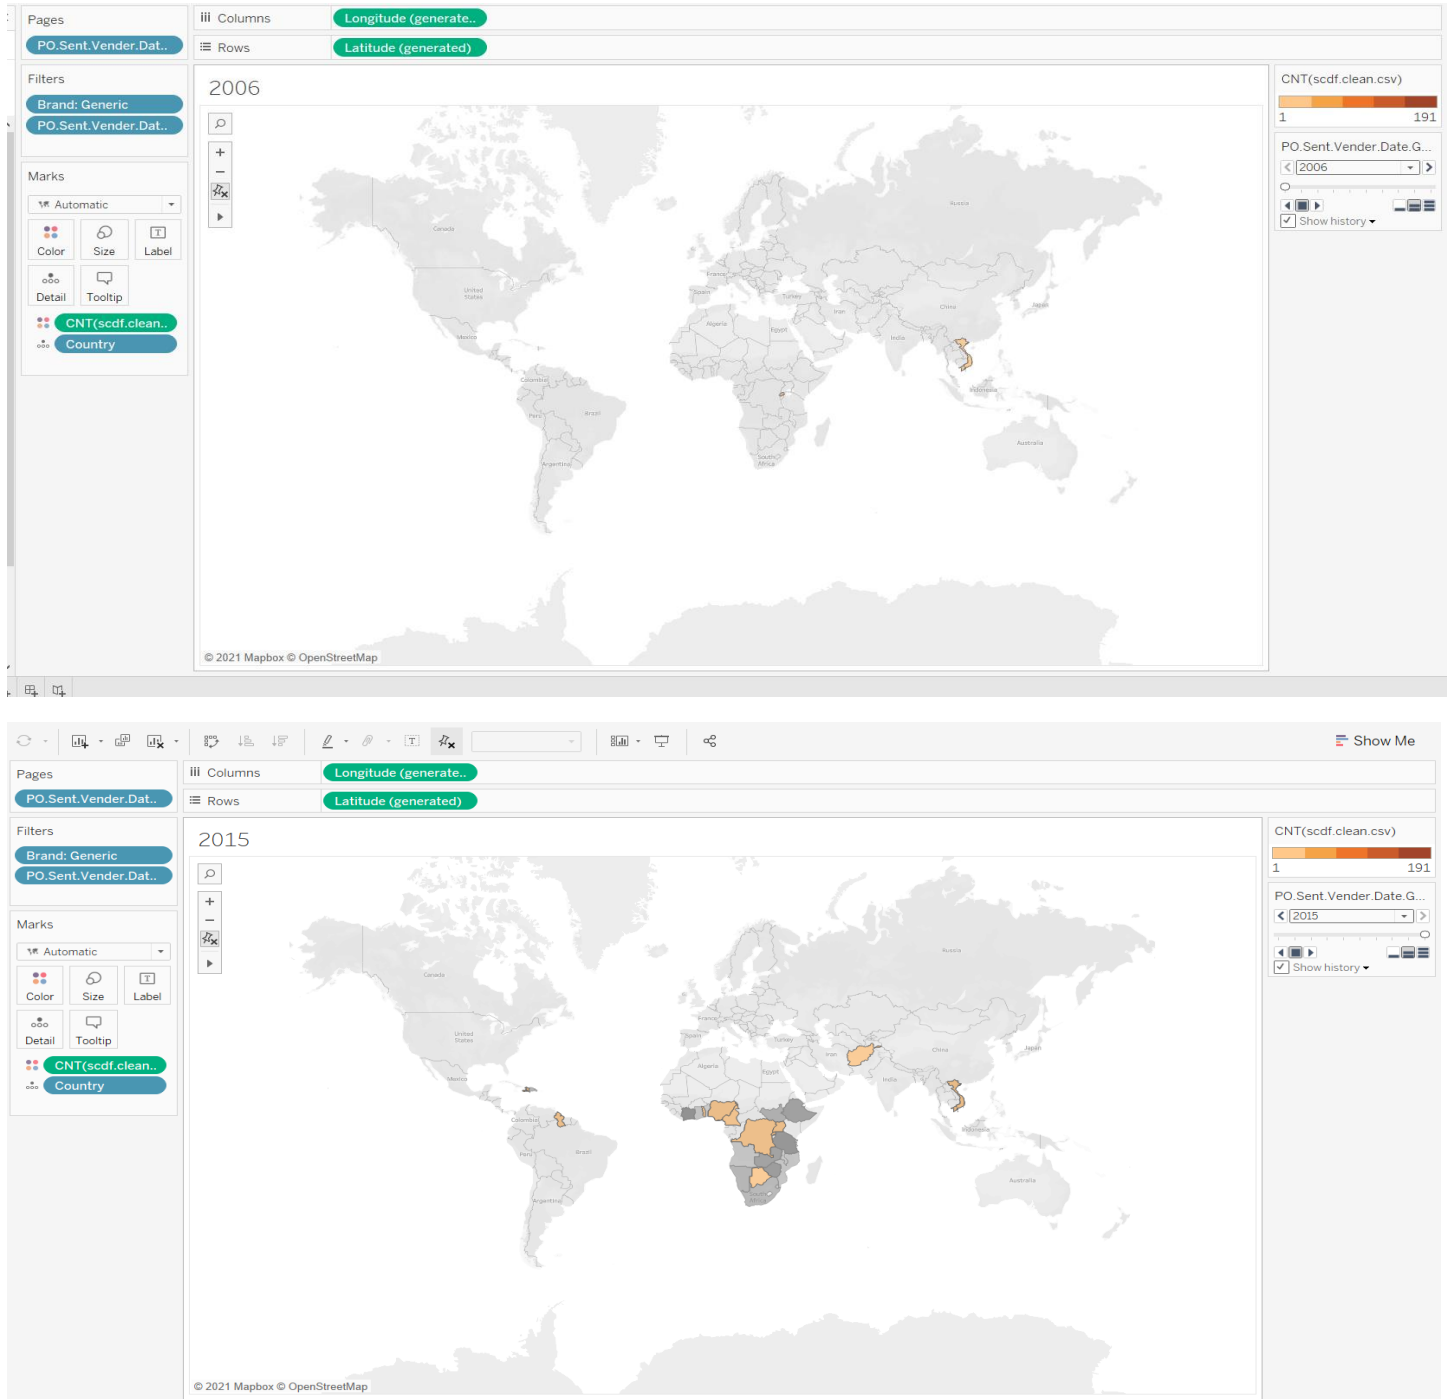 Pages
iii Columns
Longitude (generate..
PO.Sent.Vender.Dat..
Rows
Latitude (generated)
Filters
Brand: Generic
PO.Sent.Vender.Dat..
Marks
Automatic
Color
Size
Label
Detail
Tooltip
CNT(scdf.clean..
Country
2006
Canada
United States
Mexico
Colombia
Peru
Brazil
Argentina
Russia
France
Spain
Turkey
Iran
China
Japan
Algeria
Egypt
India
Indonesia
South Africa
Australia
© 2021 Mapbox © OpenStreetMap
CNT(scdf.clean.csv)
1
191
PO.Sent.Vender.Date.G...
2006
Show history
Show Me
Pages
iii Columns
Longitude (generate..
PO.Sent.Vender.Dat..
Rows
Latitude (generated)
Filters
Brand: Generic
PO.Sent.Vender.Dat..
Marks
Automatic
Color
Size
Label
Detail
Tooltip
CNT(scdf.clean..
Country
2015
Canada
United States
Mexico
Colombia
Peru
Brazil
Argentina
Russia
France
Spain
Turkey
Iran
China
Japan
Algeria
Egypt
India
Indonesia
Australia
© 2021 Mapbox © OpenStreetMap
CNT(scdf.clean.csv)
1
191
PO.Sent.Vender.Date.G...
2015
Show history